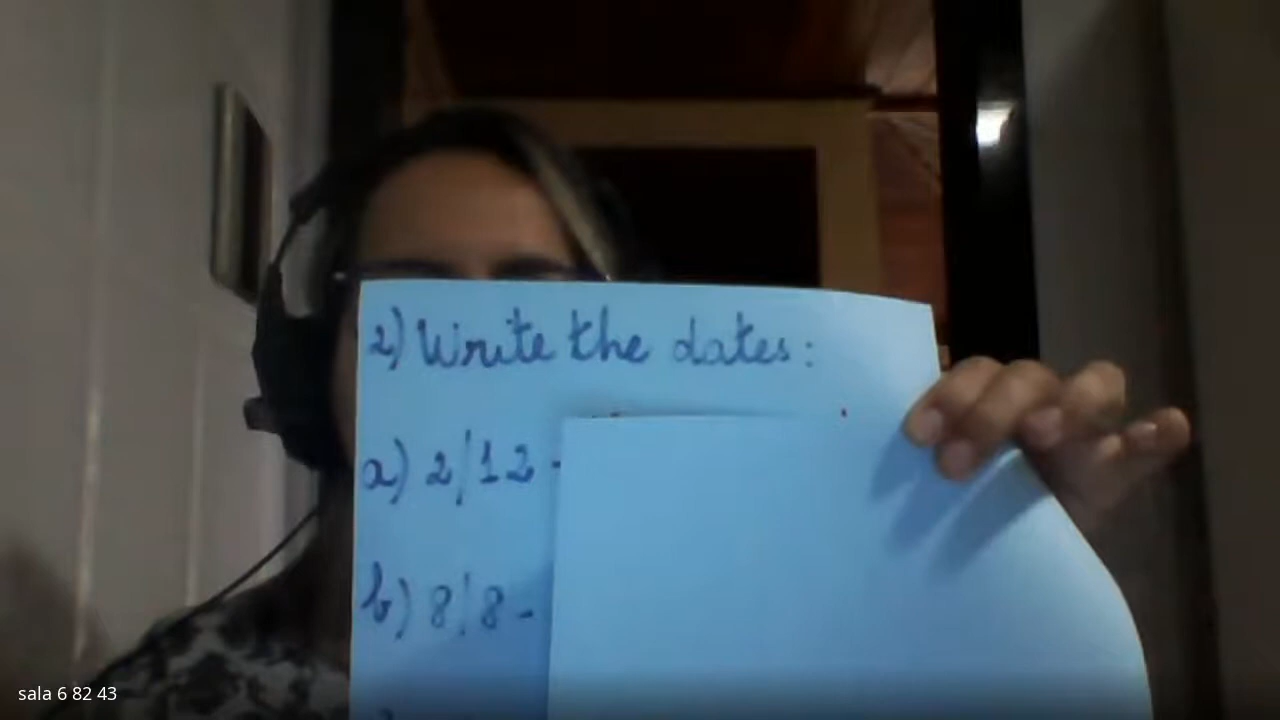 2) Write the dates:
a) 2/12 -
b) 8/8 -
sala 6 82 43